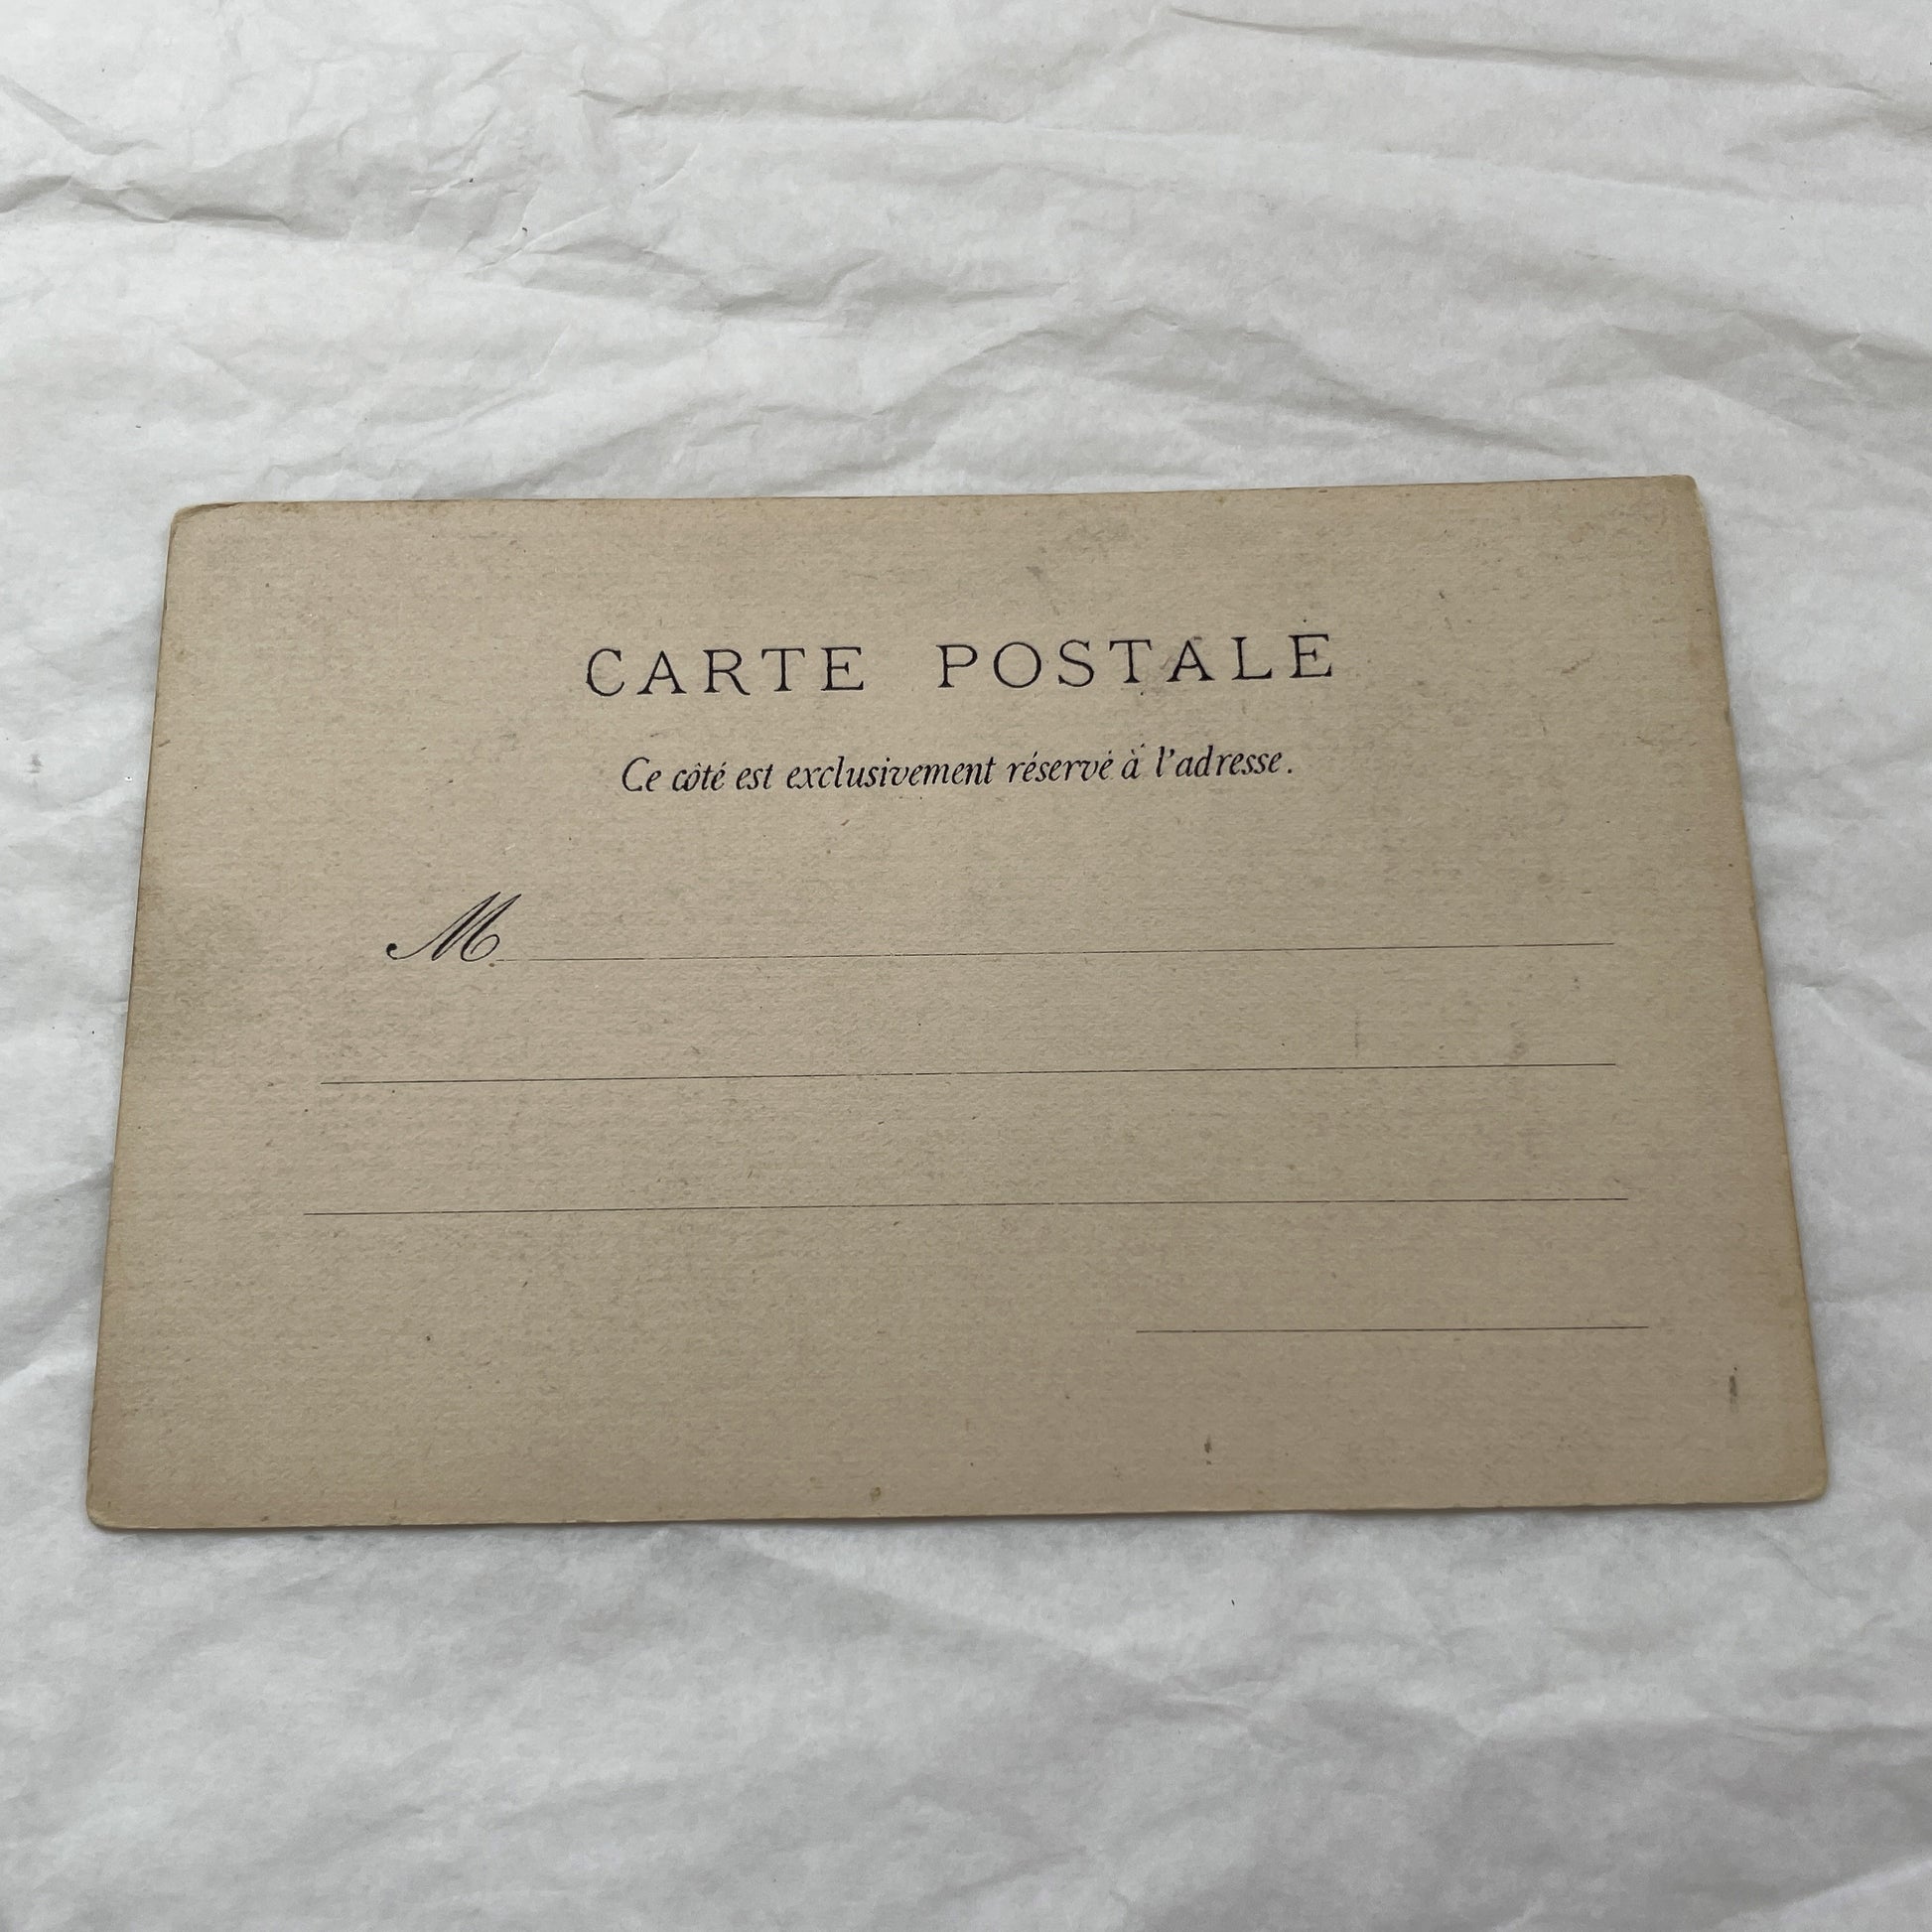 CARTE POSTALE
Ce côté est exclusivement réservé à l'adresse.
M